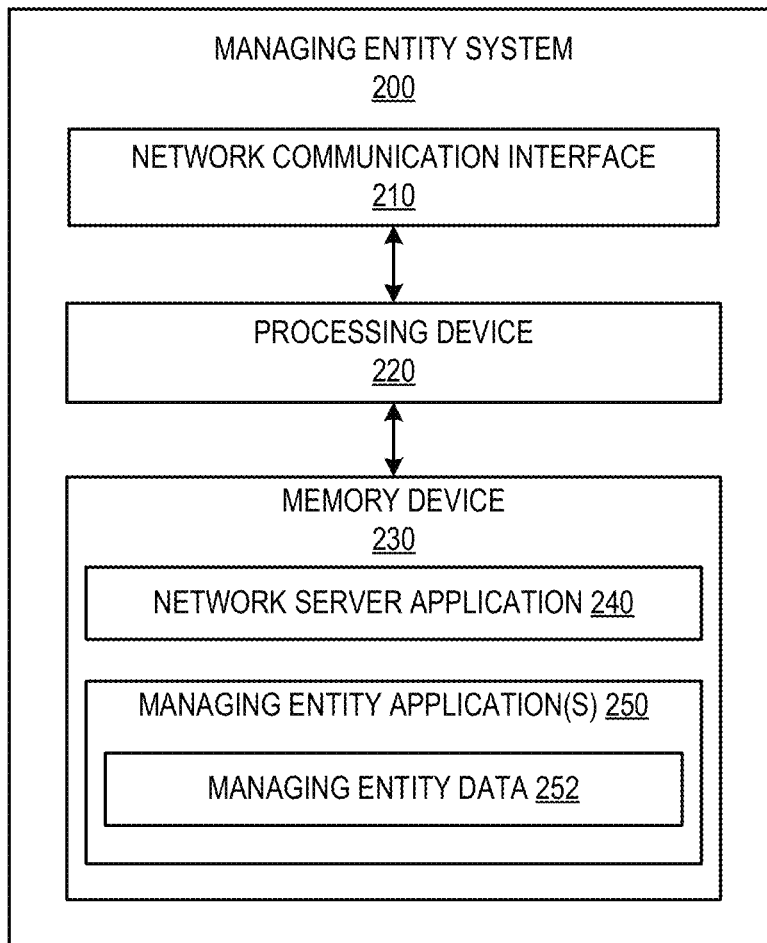 MANAGING ENTITY SYSTEM
200
NETWORK COMMUNICATION INTERFACE
210
PROCESSING DEVICE
220
MEMORY DEVICE
230
NETWORK SERVER APPLICATION 240
MANAGING ENTITY APPLICATION(S) 250
MANAGING ENTITY DATA 252